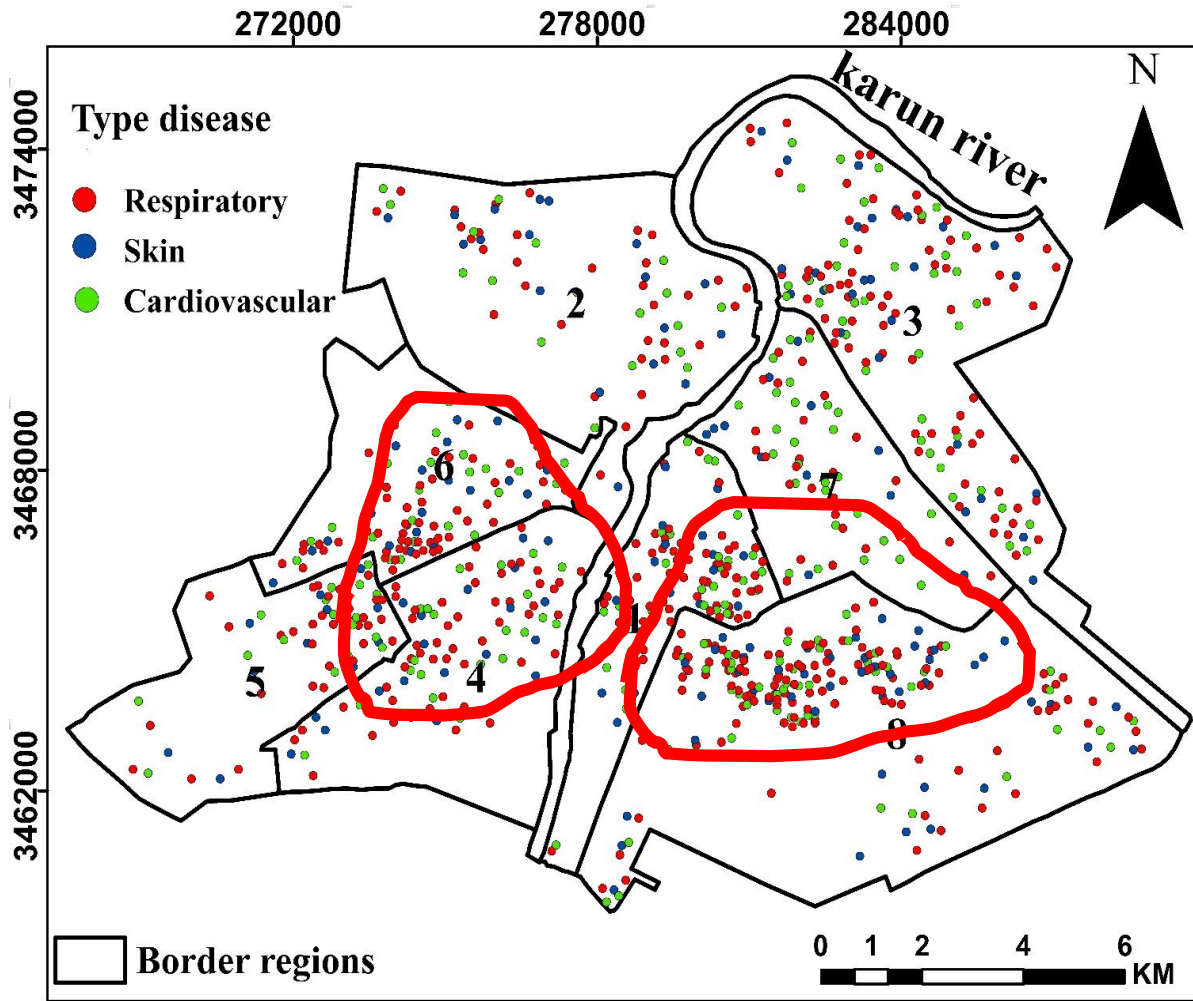 272000 278000 284000
3474000
3468000
3462000
Type disease
Respiratory
Skin
Cardiovascular
karun river
N
2
3
6
7
1
5
4
8
Border regions
0 1 2 4 6
KM